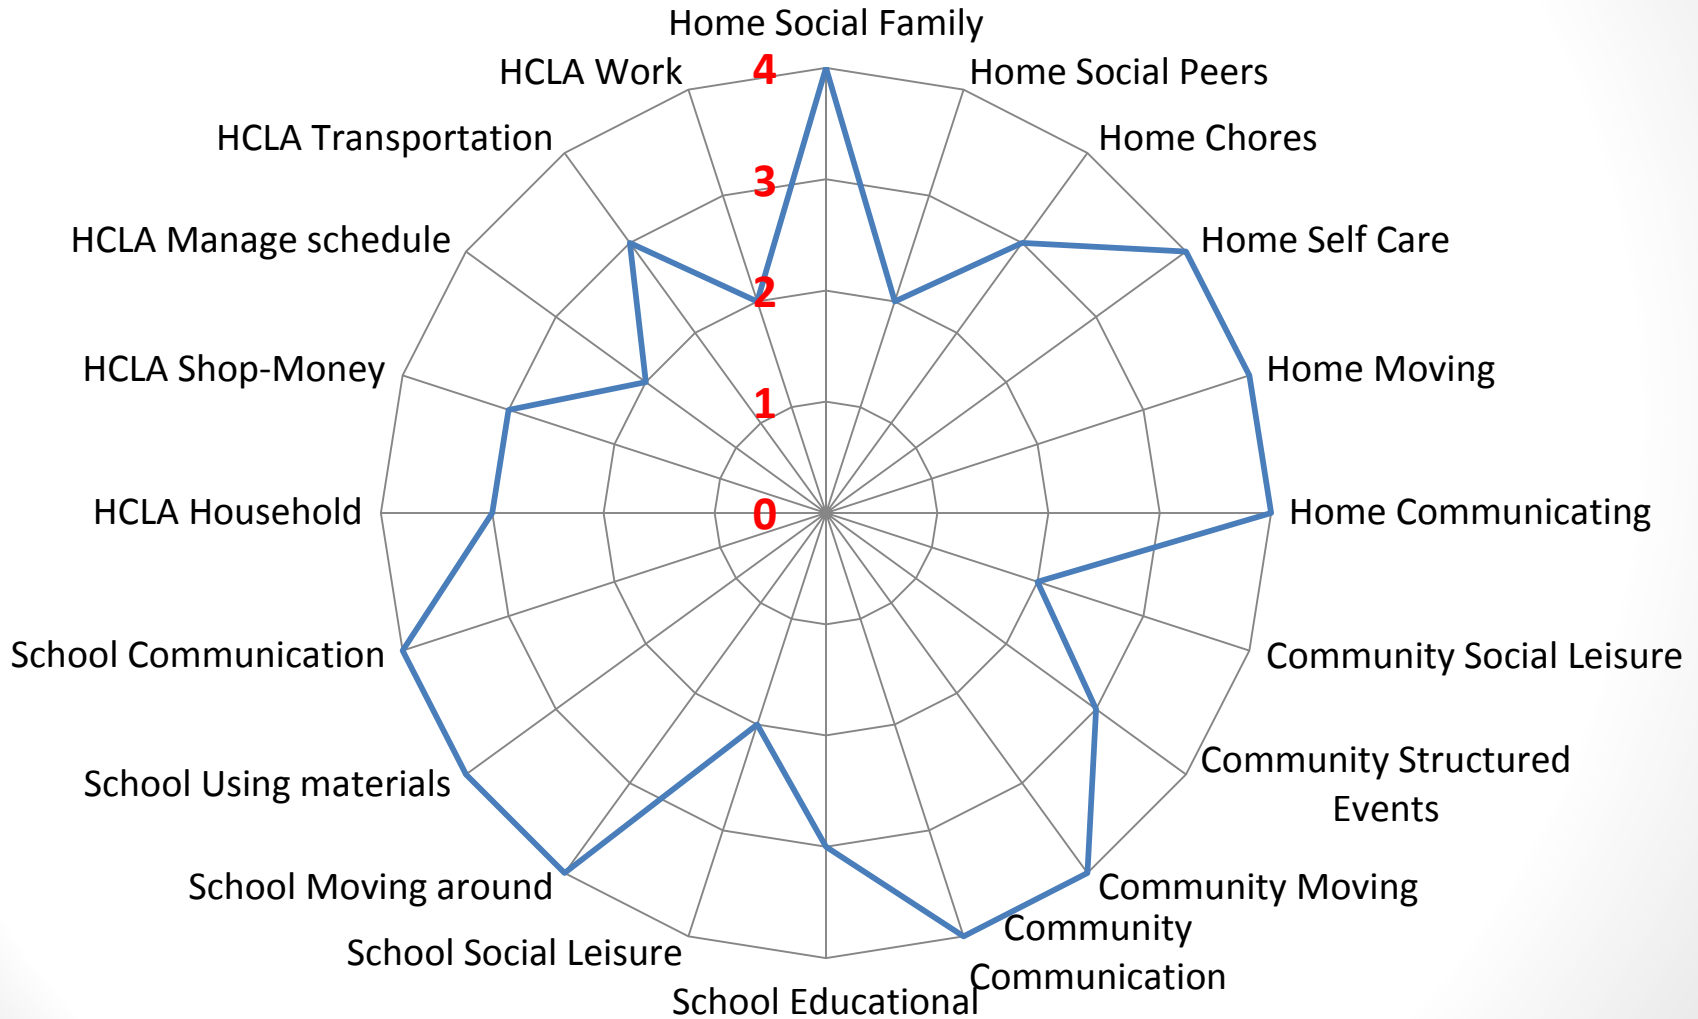 Home Social Family
Home Social Peers
Home Chores
Home Self Care
Home Moving
Home Communicating
Community Social Leisure
Community Structured
Events
Community Moving
Community
Communication
School Educational
School Social Leisure
School Moving around
School Using materials
School Communication
HCLA Household
HCLA Shop-Money
HCLA Manage schedule
HCLA Transportation
HCLA Work
4
3
2
1
0